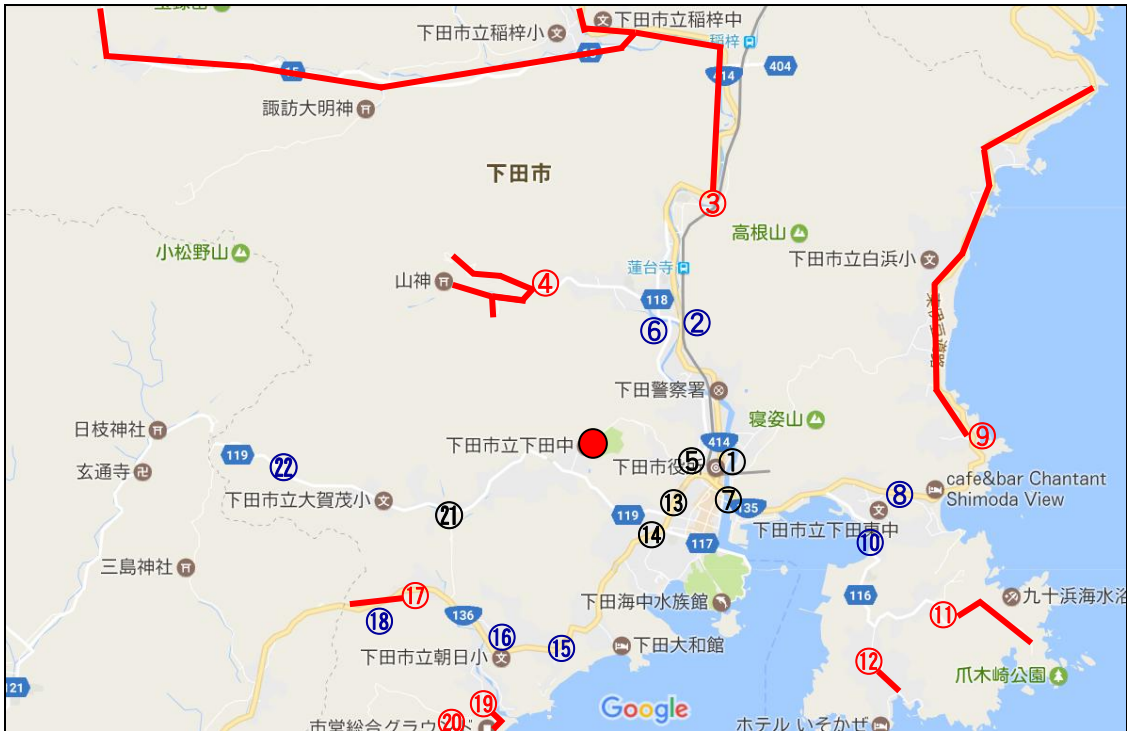 下田市立稲梓中
下田市立稲梓小
稲梓
15
15
414
404
諏訪大明神
下田市
③
高根山
小松野山
下田市立白浜小
蓮台寺
山神
④
118
⑥
②
下田警察署
寝姿山
日枝神社
414
⑨
下田市立下田中
119
㉒
玄通寺
下田市役
⑤
①
cafe&bar Chantant
Shimoda View
⑧
下田市立大賀茂小
㉑
⑬
⑦
135
119
⑭
117
下田市立下田東中
⑩
三島神社
⑰
下田海中水族館
116
九十浜海水浴
⑪
⑱
136
⑯
⑮
下田大和館
下田市立朝日小
⑫
爪木崎公園
121
⑲
⑳
市営総合グラウンド
Google
ホテル いそかぜ